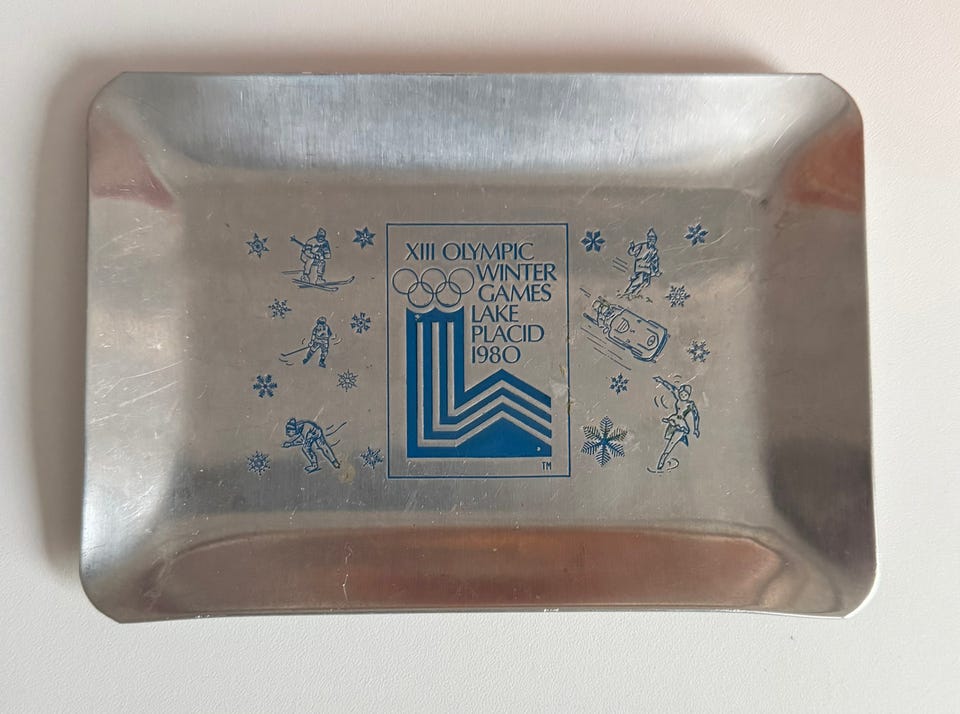 XIII OLYMPIC
WINTER
GAMES
LAKE
PLACID
1980
TM